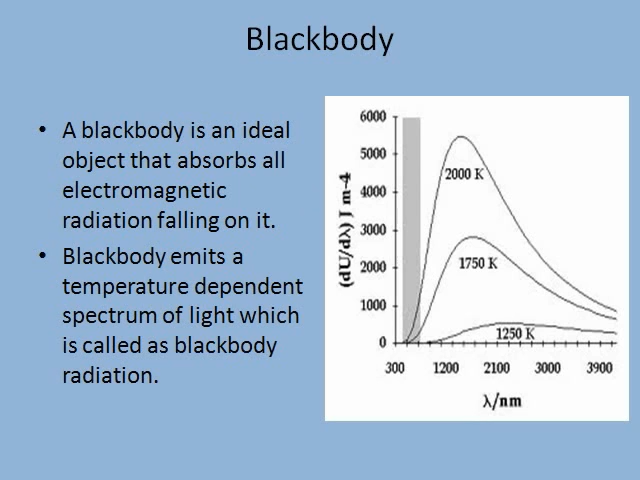 Blackbody
• A blackbody is an ideal
object that absorbs all
electromagnetic
radiation falling on it.
• Blackbody emits a
temperature dependent
spectrum of light which
is called as blackbody
radiation.
6000
5000
4000
3000
2000
1000
0
(dU/dλ) J m-4
2000 K
1750 K
1250 K
300 1200 2100 3000 3900
λ/nm